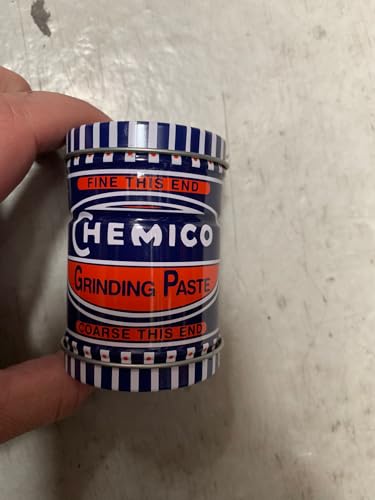 FINE THIS END
CHEMICO
GRINDING PASTE
COARSE THIS END